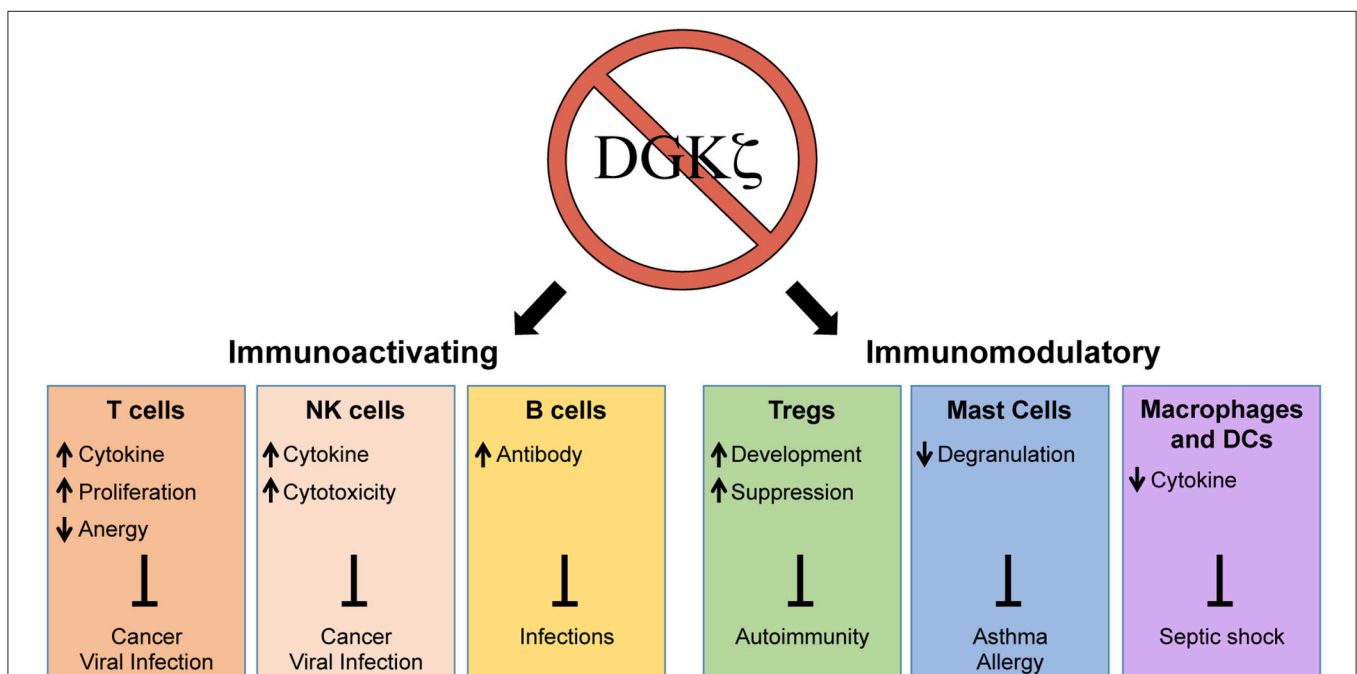 DGKζ
Immunoactivating
Immunomodulatory
T cells
↑ Cytokine
↑ Proliferation
↓ Anergy
Cancer
Viral Infection
NK cells
↑ Cytokine
↑ Cytotoxicity
Cancer
Viral Infection
B cells
↑ Antibody
Infections
Tregs
↑ Development
↑ Suppression
Autoimmunity
Mast Cells
↓ Degranulation
Asthma
Allergy
Macrophages
and DCs
↓ Cytokine
Septic shock